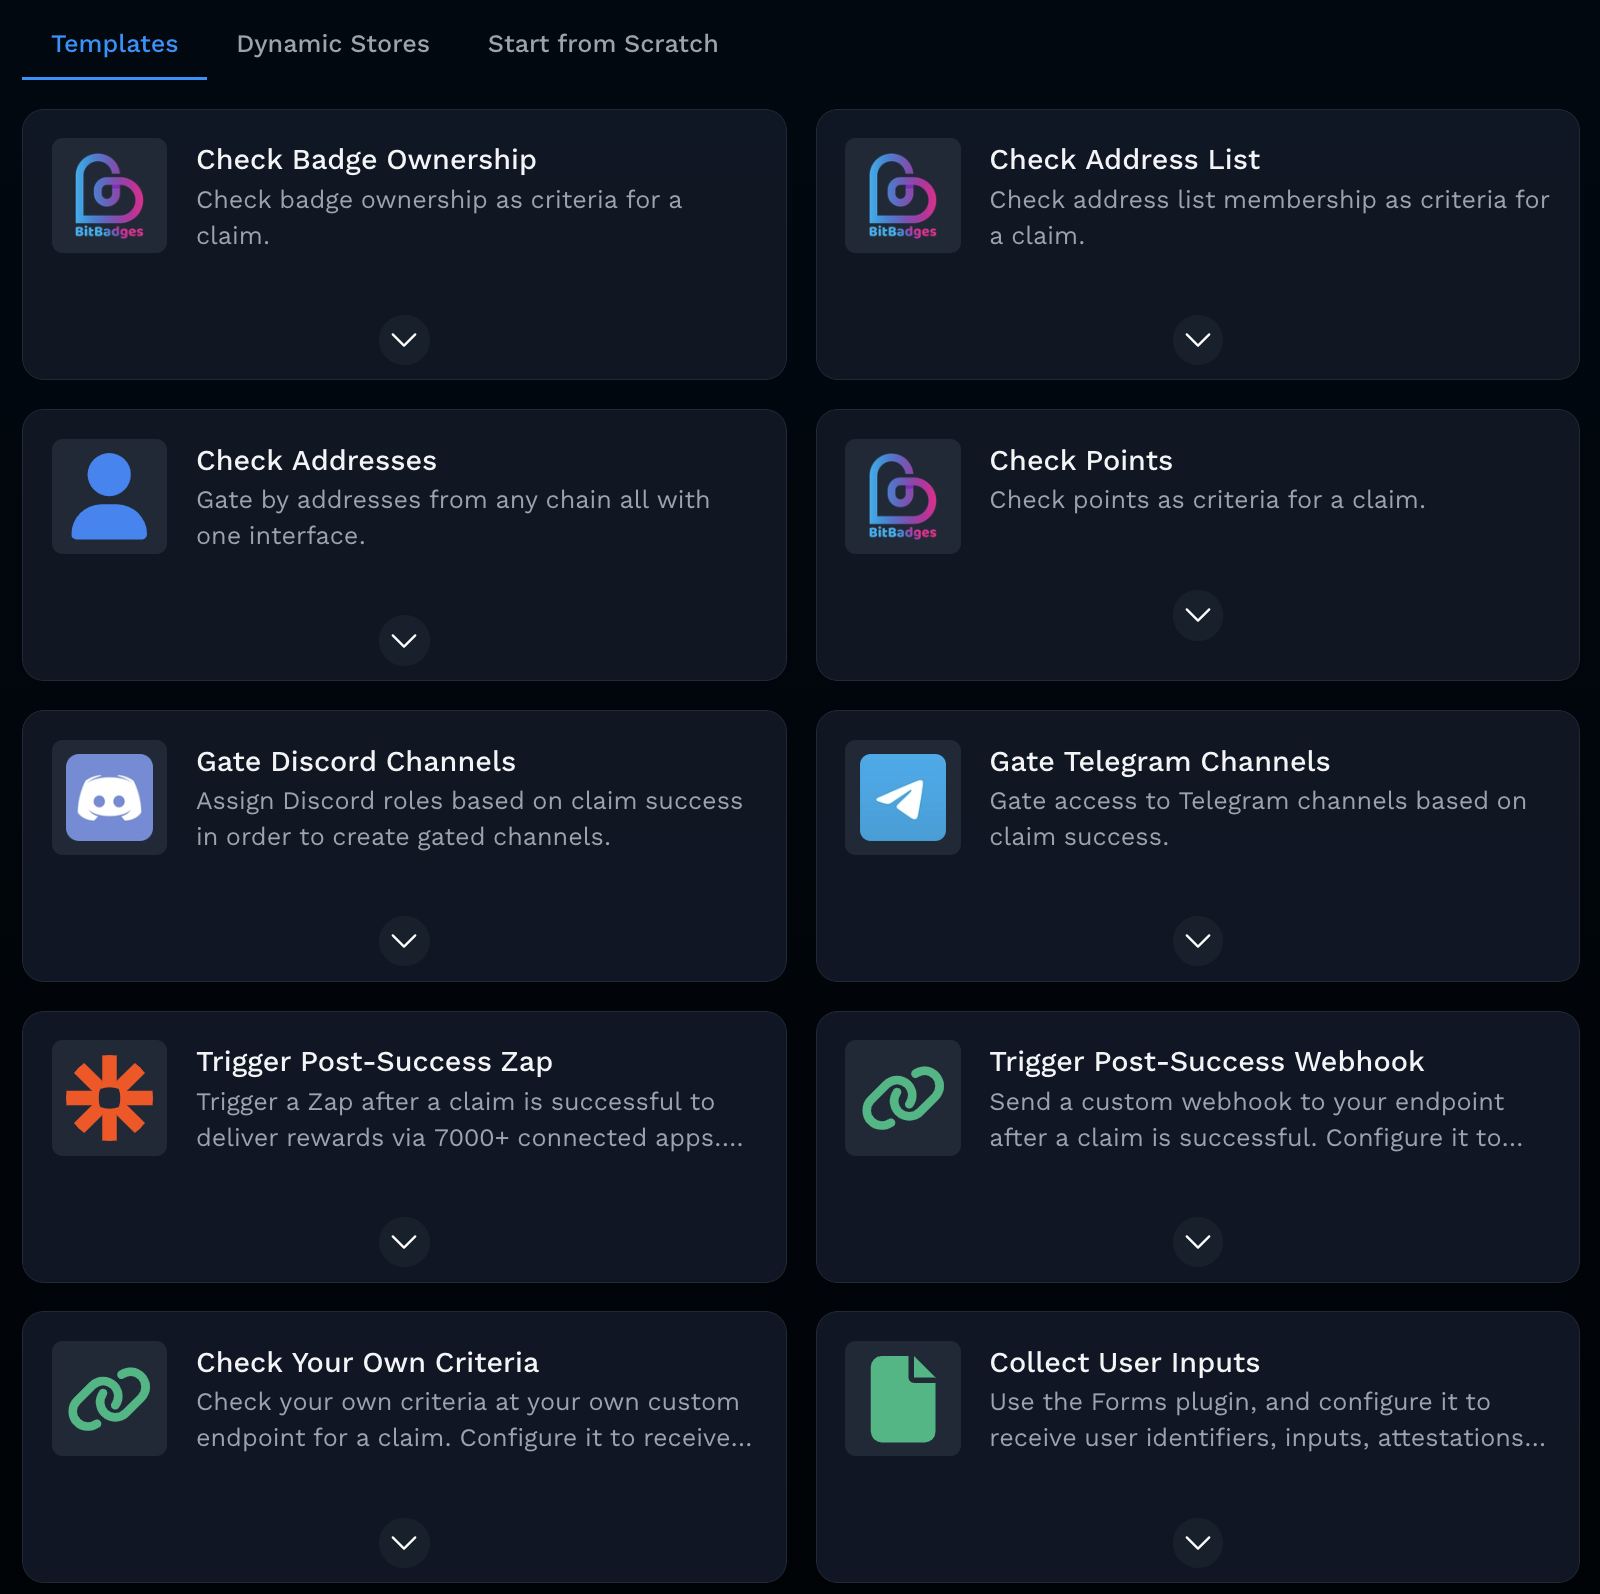 Templates Dynamic Stores Start from Scratch
BitBadges
Check Badge Ownership
Check badge ownership as criteria for a
claim.
BitBadges
Check Address List
Check address list membership as criteria for
a claim.
Check Addresses
Gate by addresses from any chain all with
one interface.
BitBadges
Check Points
Check points as criteria for a claim.
Gate Discord Channels
Assign Discord roles based on claim success
in order to create gated channels.
Gate Telegram Channels
Gate access to Telegram channels based on
claim success.
Trigger Post-Success Zap
Trigger a Zap after a claim is successful to
deliver rewards via 7000+ connected apps....
Trigger Post-Success Webhook
Send a custom webhook to your endpoint
after a claim is successful. Configure it to...
Check Your Own Criteria
Check your own criteria at your own custom
endpoint for a claim. Configure it to receive...
Collect User Inputs
Use the Forms plugin, and configure it to
receive user identifiers, inputs, attestations...